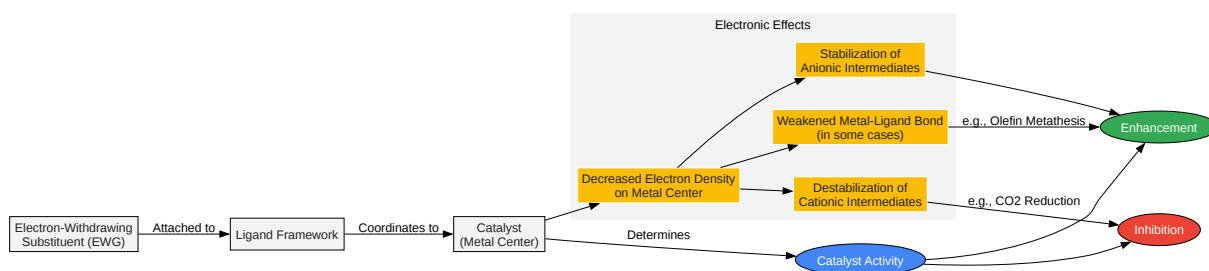 Electronic Effects
Stabilization of
Anionic Intermediates
Weakened Metal-Ligand Bond
(in some cases)
e.g., Olefin Metathesis
Enhancement
Decreased Electron Density
on Metal Center
Destabilization of
Cationic Intermediates
e.g., CO2 Reduction
Electron-Withdrawing
Substituent (EWG)
Attached to
Ligand Framework
Coordinates to
Catalyst
(Metal Center)
Determines
Catalyst Activity
Inhibition